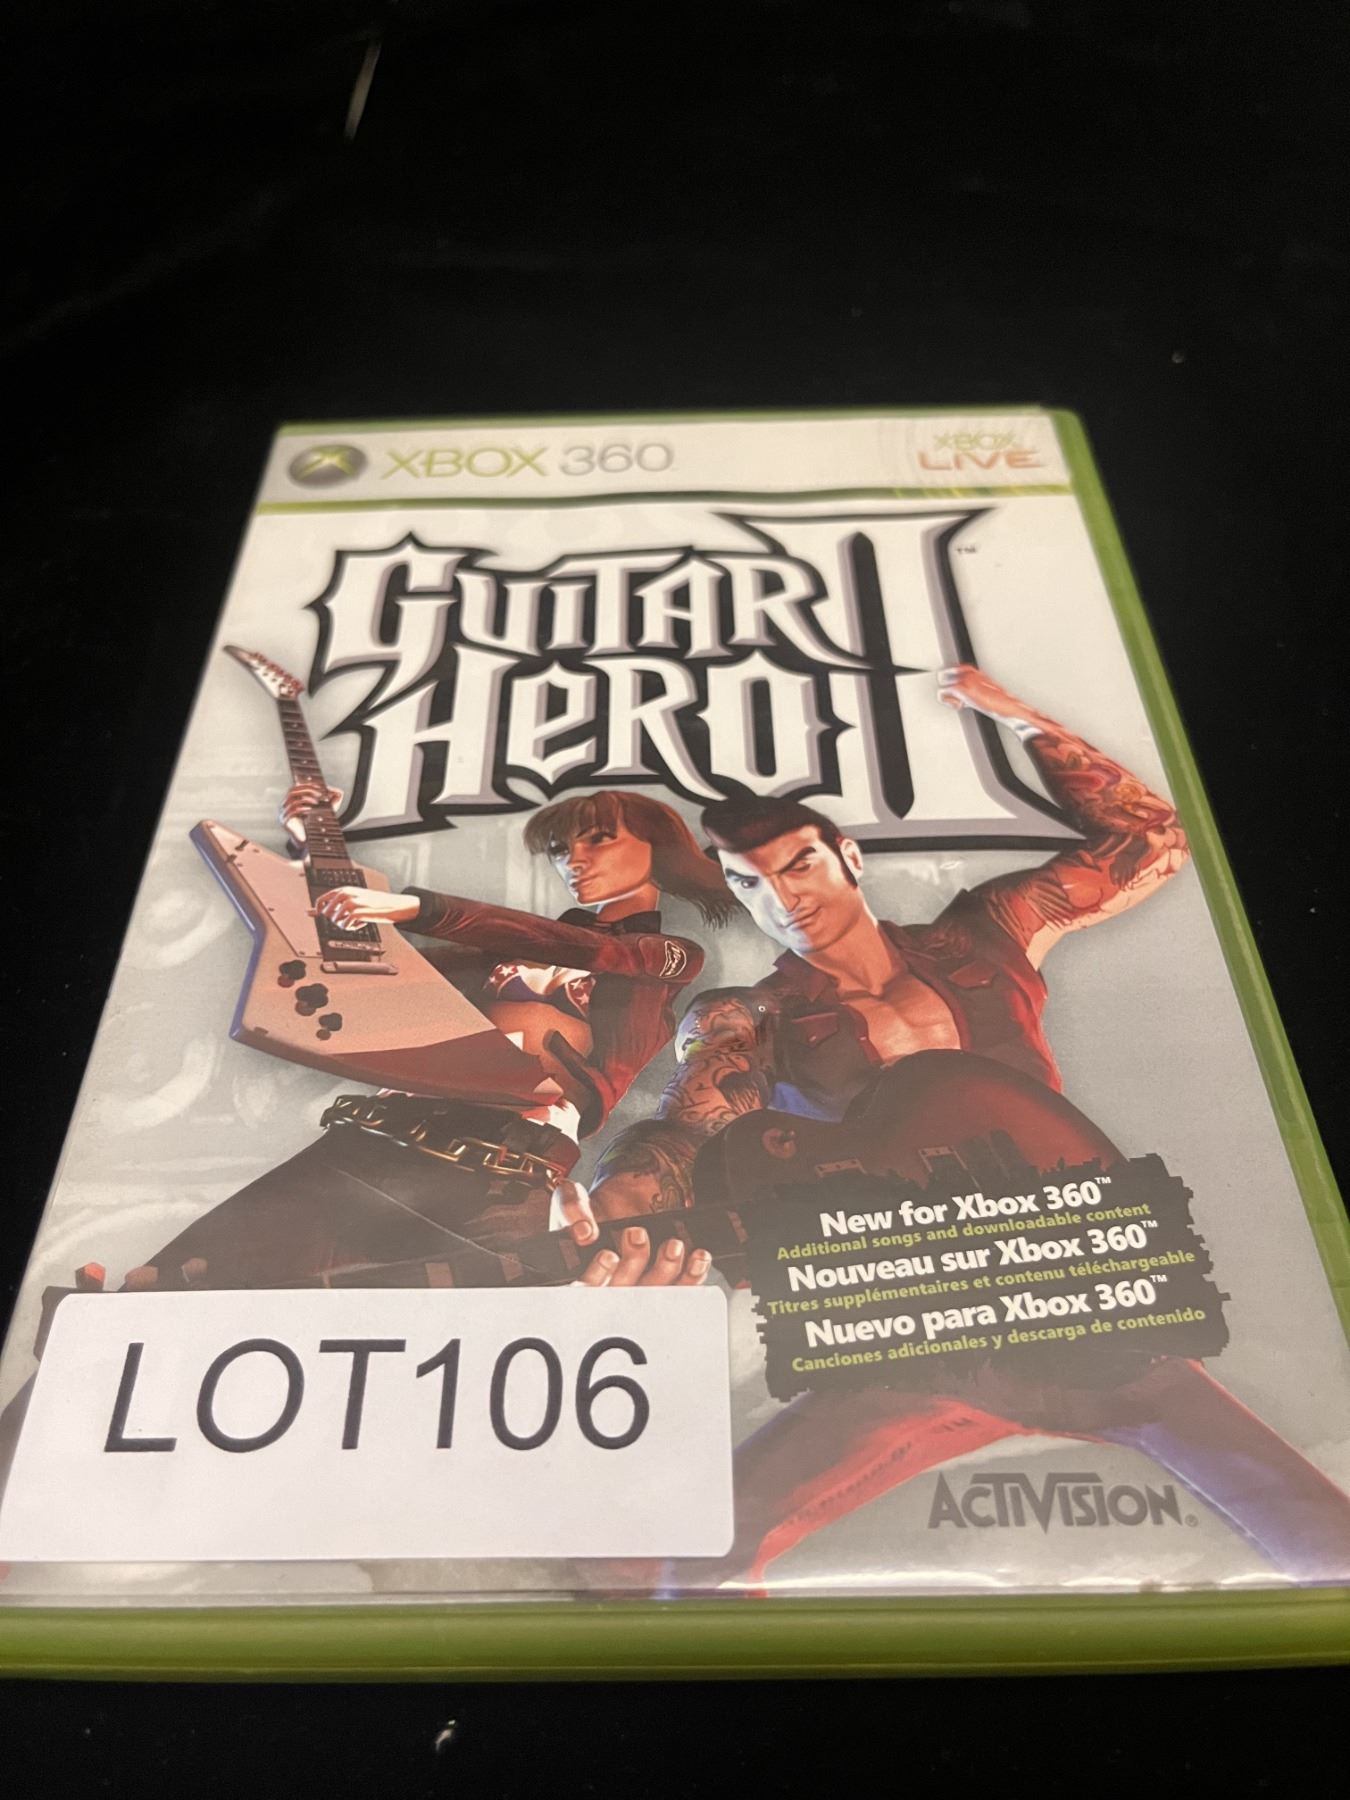 XBOX 360
XBOX
LIVE
GUITAR
HERO II™
New for Xbox 360™
Additional songs and downloadable content
Nouveau sur Xbox 360™
Titres supplémentaires et contenu téléchargeable
Nuevo para Xbox 360™
Canciones adicionales y descarga de contenido
LOT106
ACTIVISION®